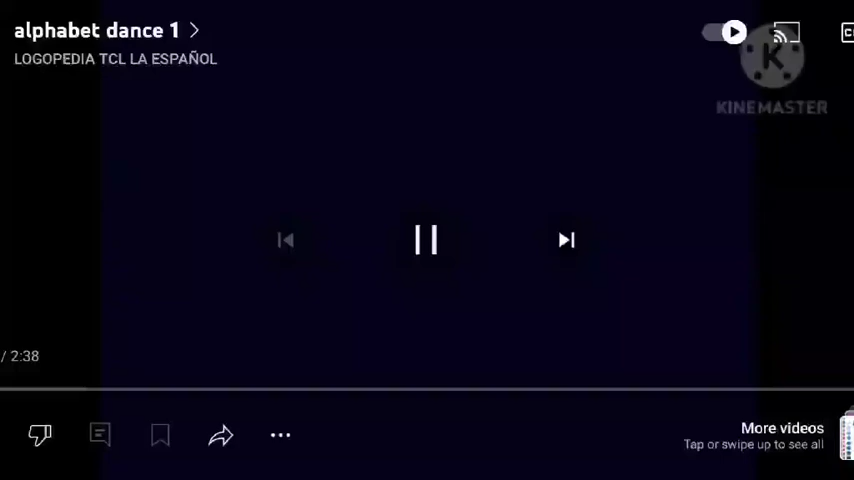 alphabet dance 1
LOGOPEDIA TCL LA ESPAÑOL
K
KINEMASTER
/ 2:38
More videos
Tap or swipe up to see all